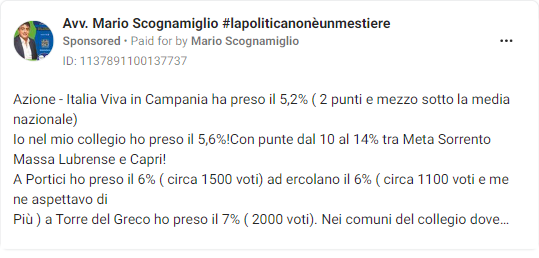 Avv. Mario Scognamiglio #lapoliticanonèunmestiere
Sponsored • Paid for by Mario Scognamiglio
ID: 1137891100137737
Azione - Italia Viva in Campania ha preso il 5,2% ( 2 punti e mezzo sotto la media
nazionale)
Io nel mio collegio ho preso il 5,6%!Con punte dal 10 al 14% tra Meta Sorrento
Massa Lubrense e Capri!
A Portici ho preso il 6% ( circa 1500 voti) ad ercolano il 6% ( circa 1100 voti e me
ne aspettavo di
Più ) a Torre del Greco ho preso il 7% ( 2000 voti). Nei comuni del collegio dove...